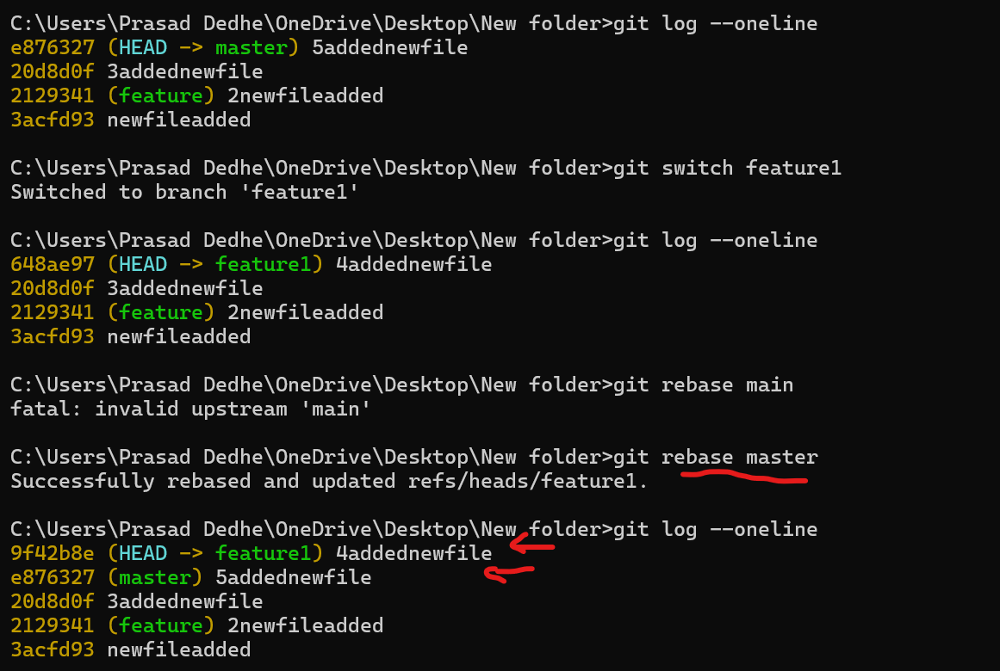 C:\Users\Prasad Dedhe\OneDrive\Desktop\New folder>git log --oneline
e876327 (HEAD -> master) 5addednewfile
20d8d0f 3addednewfile
2129341 (feature) 2newfileadded
3acfd93 newfileadded
C:\Users\Prasad Dedhe\OneDrive\Desktop\New folder>git switch feature1
Switched to branch 'feature1'
C:\Users\Prasad Dedhe\OneDrive\Desktop\New folder>git log --oneline
648ae97 (HEAD -> feature1) 4addednewfile
20d8d0f 3addednewfile
2129341 (feature) 2newfileadded
3acfd93 newfileadded
C:\Users\Prasad Dedhe\OneDrive\Desktop\New folder>git rebase main
fatal: invalid upstream 'main'
C:\Users\Prasad Dedhe\OneDrive\Desktop\New folder>git rebase master
Successfully rebased and updated refs/heads/feature1.
C:\Users\Prasad Dedhe\OneDrive\Desktop\New folder>git log --oneline
9f42b8e (HEAD -> feature1) 4addednewfile
e876327 (master) 5addednewfile
20d8d0f 3addednewfile
2129341 (feature) 2newfileadded
3acfd93 newfileadded